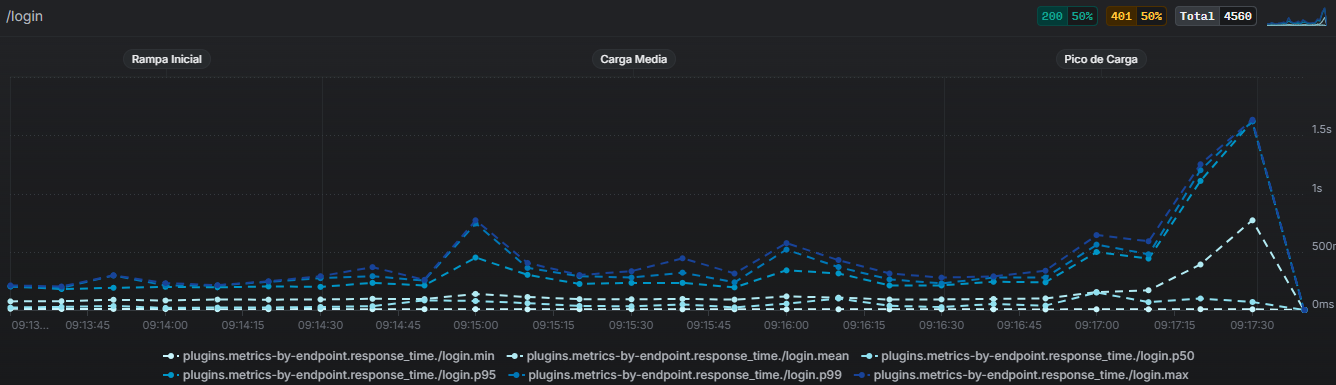 /login
200 50% 401 50% Total 4560
Rampa Inicial Carga Media Pico de Carga
1.5s
1s
500m
0ms
09:13... 09:13:45 09:14:00 09:14:15 09:14:30 09:14:45 09:15:00 09:15:15 09:15:30 09:15:45 09:16:00 09:16:15 09:16:30 09:16:45 09:17:00 09:17:15 09:17:30
plugins.metrics-by-endpoint.response_time./login.min plugins.metrics-by-endpoint.response_time./login.mean plugins.metrics-by-endpoint.response_time./login.p50
plugins.metrics-by-endpoint.response_time./login.p95 plugins.metrics-by-endpoint.response_time./login.p99 plugins.metrics-by-endpoint.response_time./login.max